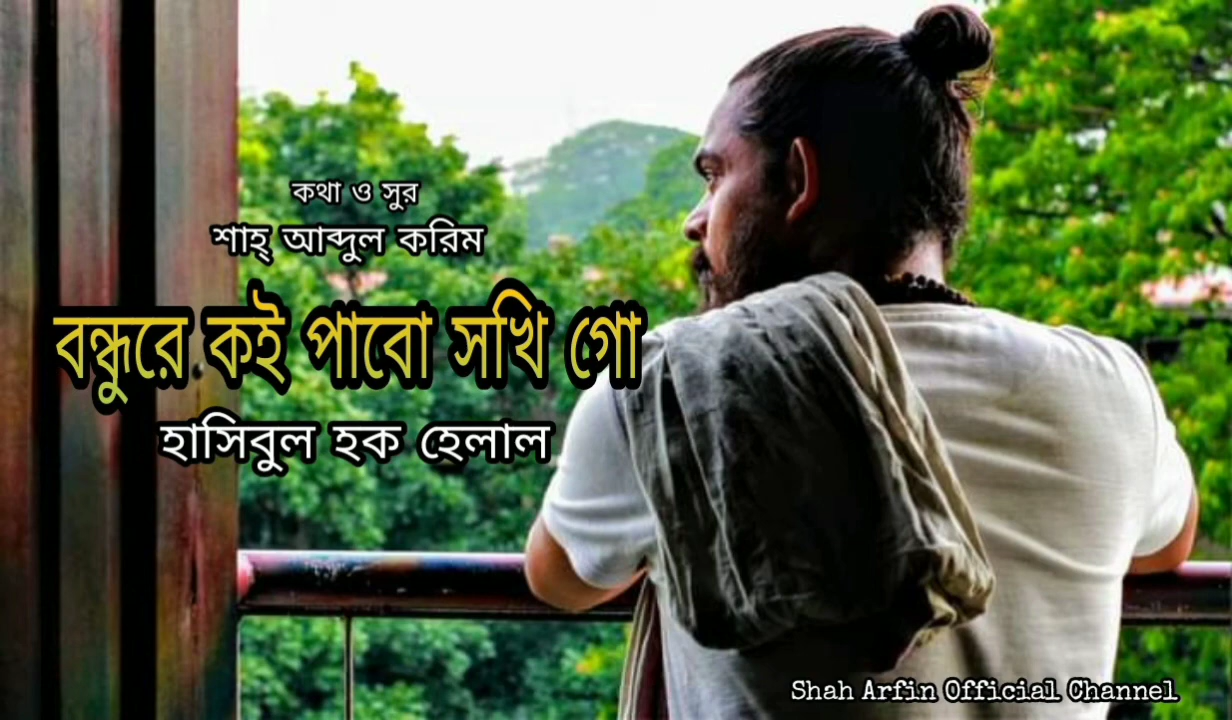 কথা ও সুর
শাহ্ আব্দুল করিম
বন্ধুরে কই পাবো সখি গো
হাসিবুল হক হেলাল
Shah Arfin Official Channel